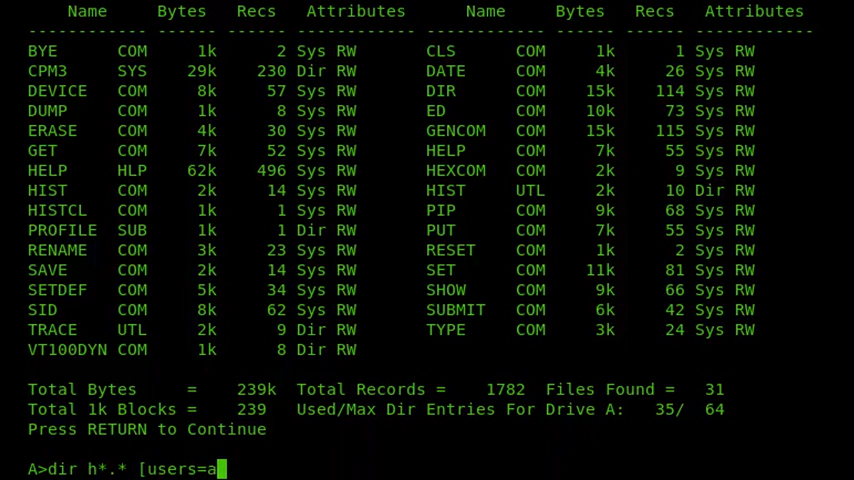 Name     Bytes   Recs   Attributes      Name     Bytes   Recs   Attributes
------------ ------ ------ ------------ ------------ ------ ------ ------------
BYE      COM     1k      2 Sys RW       CLS      COM     1k      1 Sys RW
CPM3     SYS    29k    230 Dir RW       DATE     COM     4k     26 Sys RW
DEVICE   COM     8k     57 Sys RW       DIR      COM    15k    114 Sys RW
DUMP     COM     1k      8 Sys RW       ED       COM    10k     73 Sys RW
ERASE    COM     4k     30 Sys RW       GENCOM   COM    15k    115 Sys RW
GET      COM     7k     52 Sys RW       HELP     COM     7k     55 Sys RW
HELP     HLP    62k    496 Sys RW       HEXCOM   COM     2k      9 Sys RW
HIST     COM     2k     14 Sys RW       HIST     UTL     2k     10 Dir RW
HISTCL   COM     1k      1 Sys RW       PIP      COM     9k     68 Sys RW
PROFILE  SUB     1k      1 Dir RW       PUT      COM     7k     55 Sys RW
RENAME   COM     3k     23 Sys RW       RESET    COM     1k      2 Sys RW
SAVE     COM     2k     14 Sys RW       SET      COM    11k     81 Sys RW
SETDEF   COM     5k     34 Sys RW       SHOW     COM     9k     66 Sys RW
SID      COM     8k     62 Sys RW       SUBMIT   COM     6k     42 Sys RW
TRACE    UTL     2k      9 Dir RW       TYPE     COM     3k     24 Sys RW
VT100DYN COM     1k      8 Dir RW
Total Bytes     =    239k  Total Records =    1782  Files Found =   31
Total 1k Blocks =    239   Used/Max Dir Entries For Drive A:  35/  64
Press RETURN to Continue
A>dir h*.* [users=a